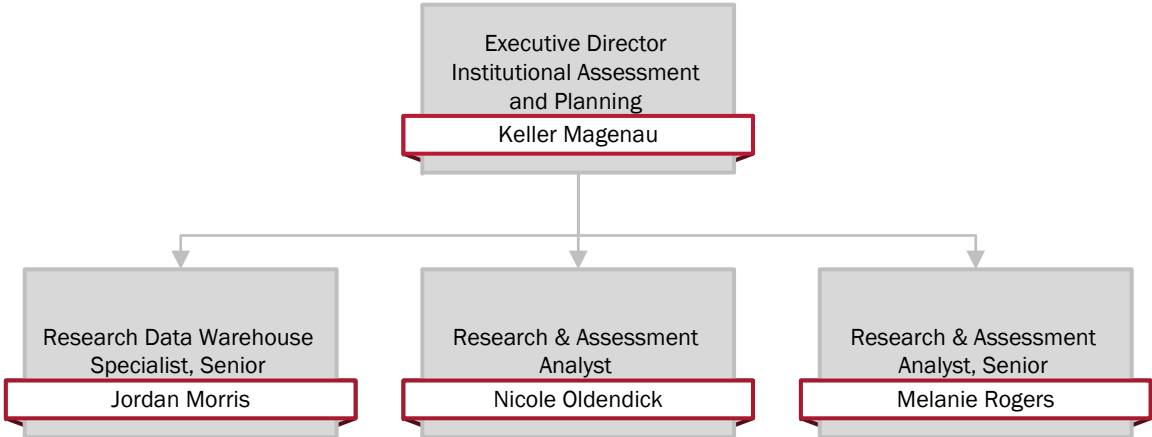 Executive Director
Institutional Assessment
and Planning
Keller Magenau
Research Data Warehouse
Specialist, Senior
Jordan Morris
Research & Assessment
Analyst
Nicole Oldendick
Research & Assessment
Analyst, Senior
Melanie Rogers